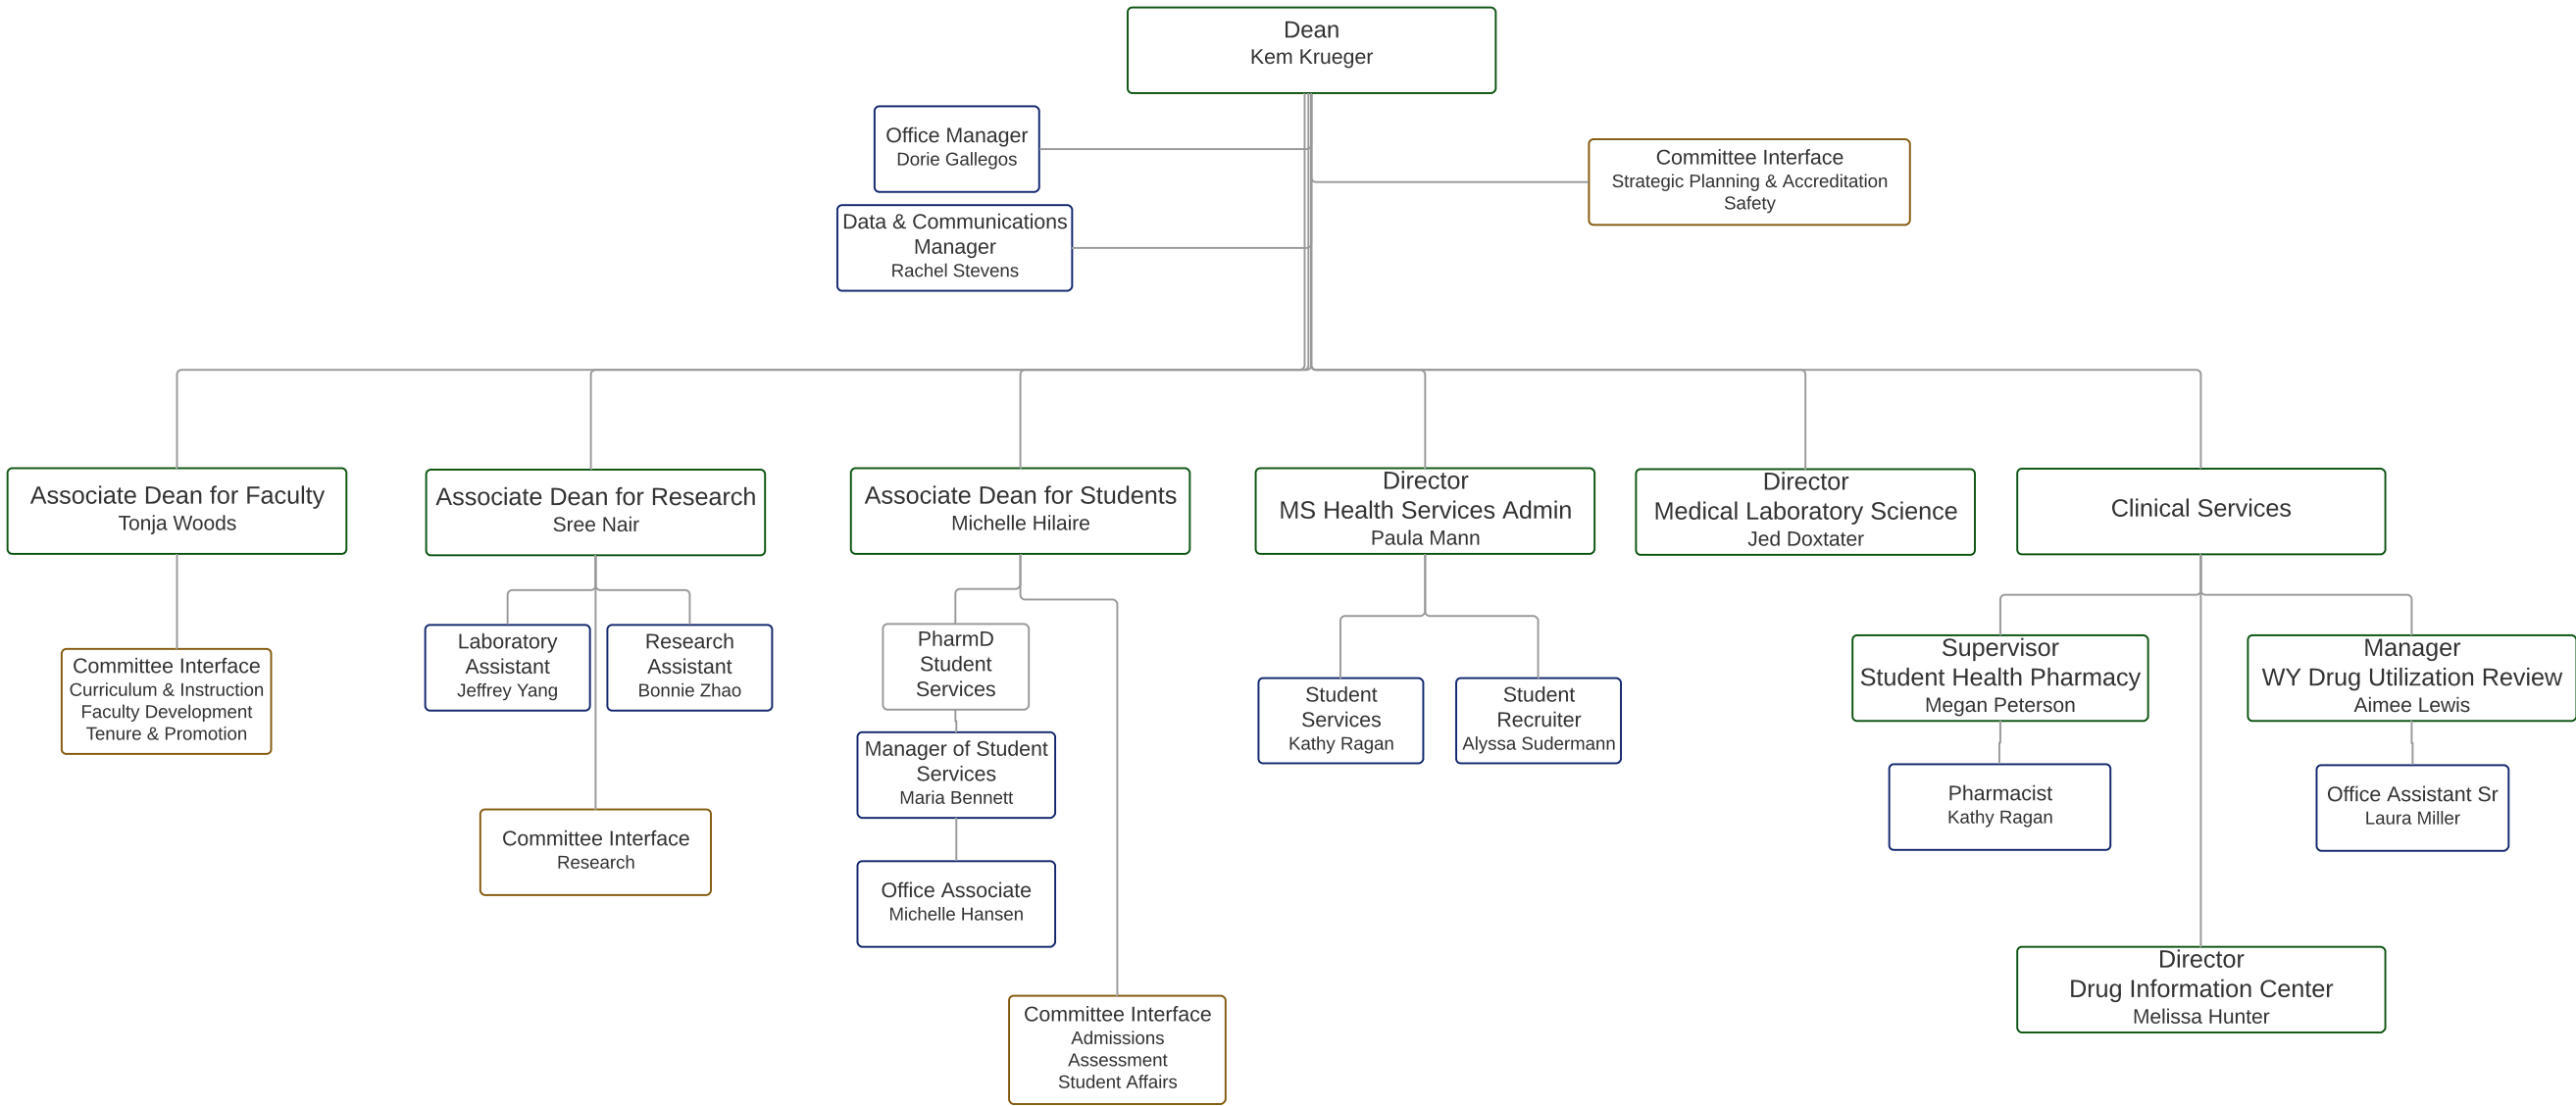 Dean
Kem Krueger
Office Manager
Dorie Gallegos
Committee Interface
Strategic Planning & Accreditation
Safety
Data & Communications
Manager
Rachel Stevens
Associate Dean for Faculty
Tonja Woods
Associate Dean for Research
Sree Nair
Associate Dean for Students
Michelle Hilaire
Director
MS Health Services Admin
Paula Mann
Director
Medical Laboratory Science
Jed Doxtater
Clinical Services
Committee Interface
Curriculum & Instruction
Faculty Development
Tenure & Promotion
Laboratory
Assistant
Jeffrey Yang
Research
Assistant
Bonnie Zhao
Committee Interface
Research
PharmD
Student
Services
Manager of Student
Services
Maria Bennett
Office Associate
Michelle Hansen
Committee Interface
Admissions
Assessment
Student Affairs
Student
Services
Kathy Ragan
Student
Recruiter
Alyssa Sudermann
Supervisor
Student Health Pharmacy
Megan Peterson
Pharmacist
Kathy Ragan
Manager
WY Drug Utilization Review
Aimee Lewis
Office Assistant Sr
Laura Miller
Director
Drug Information Center
Melissa Hunter